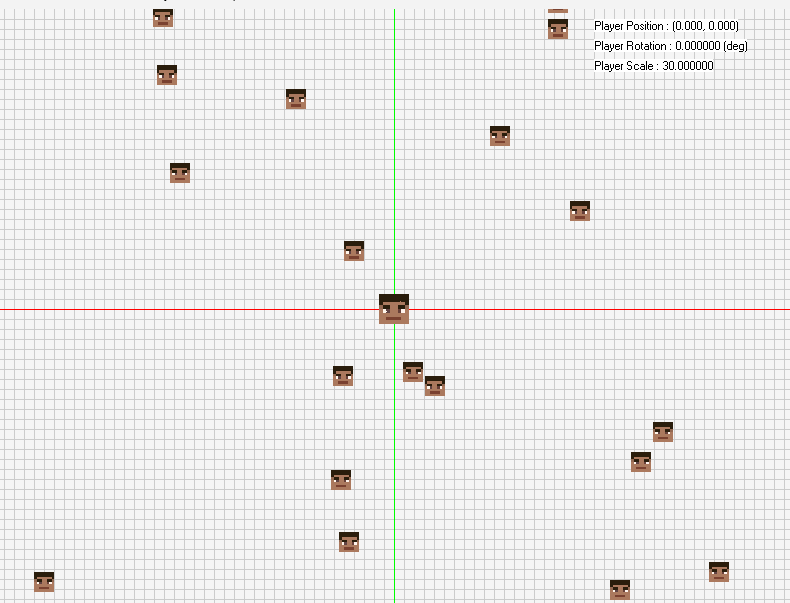 Player Position : (0.000, 0.000)
Player Rotation : 0.000000 (deg)
Player Scale : 30.000000